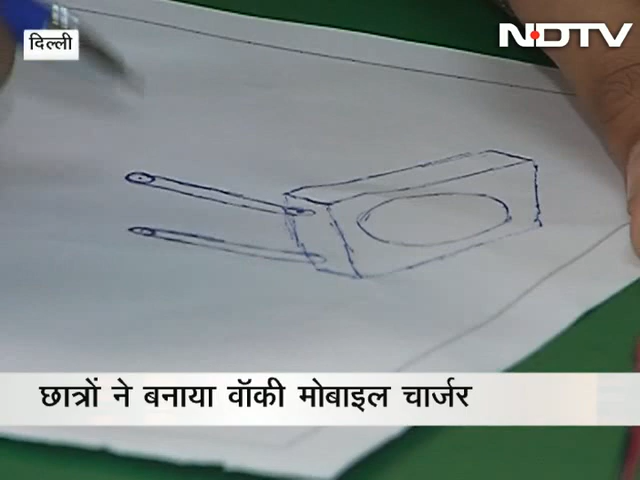 दिल्ली
NDTV
छात्रों ने बनाया वॉकी मोबाइल चार्जर